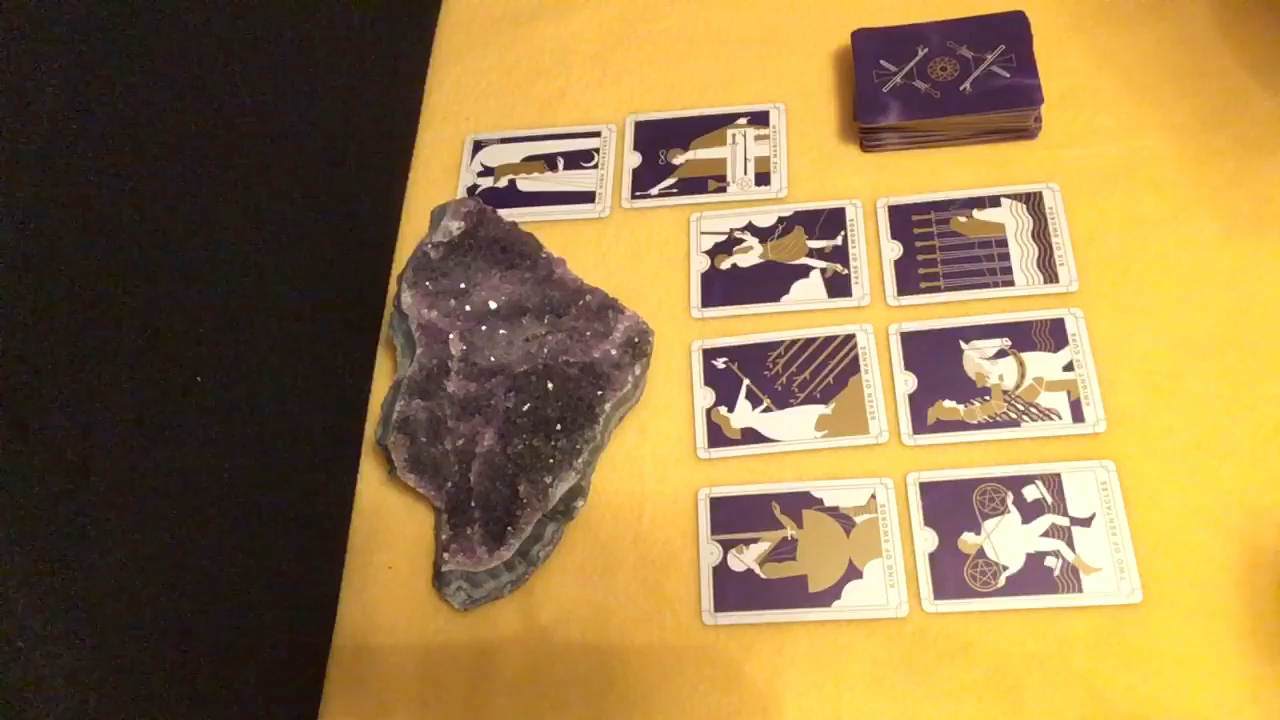 THE HIGH PRIESTESS
THE MAGICIAN
PAGE OF SWORDS
SIX OF SWORDS
SEVEN OF WANDS
KNIGHT OF CUPS
KING OF SWORDS
TWO OF PENTACLES